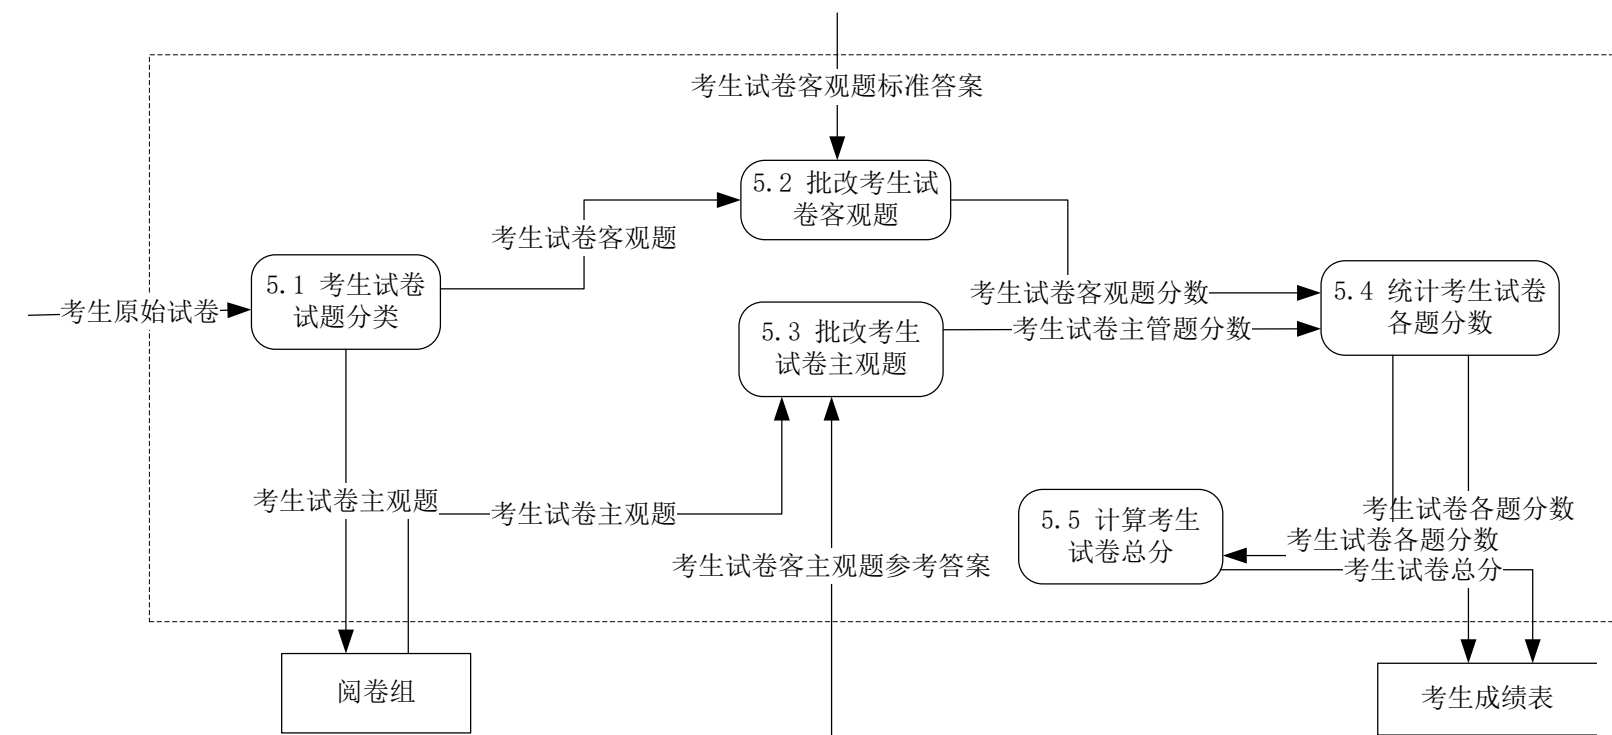 考生试卷客观题标准答案
5.2 批改考生试
卷客观题
考生试卷客观题
5.1 考生试卷
试题分类
考生原始试卷
考生试卷客观题分数
5.4 统计考生试卷
各题分数
5.3 批改考生
试卷主观题
考生试卷主管题分数
考生试卷主观题
考生试卷主观题
考生试卷各题分数
5.5 计算考生
试卷总分
考生试卷各题分数
考生试卷客主观题参考答案
考生试卷总分
阅卷组
考生成绩表